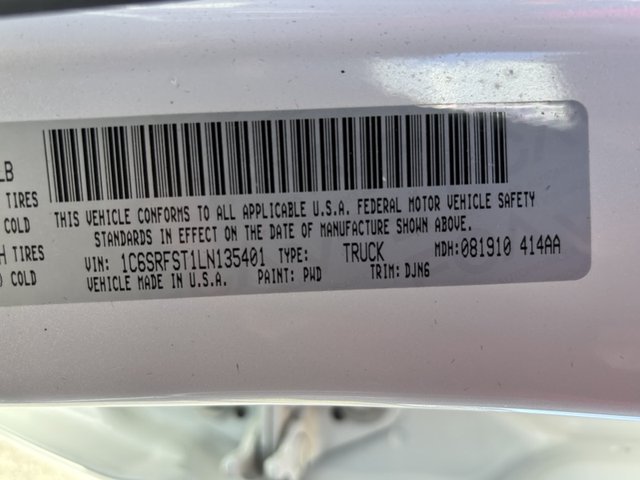 LB
TIRES
COLD
H TIRES
COLD
THIS VEHICLE CONFORMS TO ALL APPLICABLE U.S.A. FEDERAL MOTOR VEHICLE SAFETY
STANDARDS IN EFFECT ON THE DATE OF MANUFACTURE SHOWN ABOVE.
VIN: 1C6SRFST1LN135401 TYPE: TRUCK MDH:081910 414AA
VEHICLE MADE IN U.S.A. PAINT: PWD TRIM: DJN6